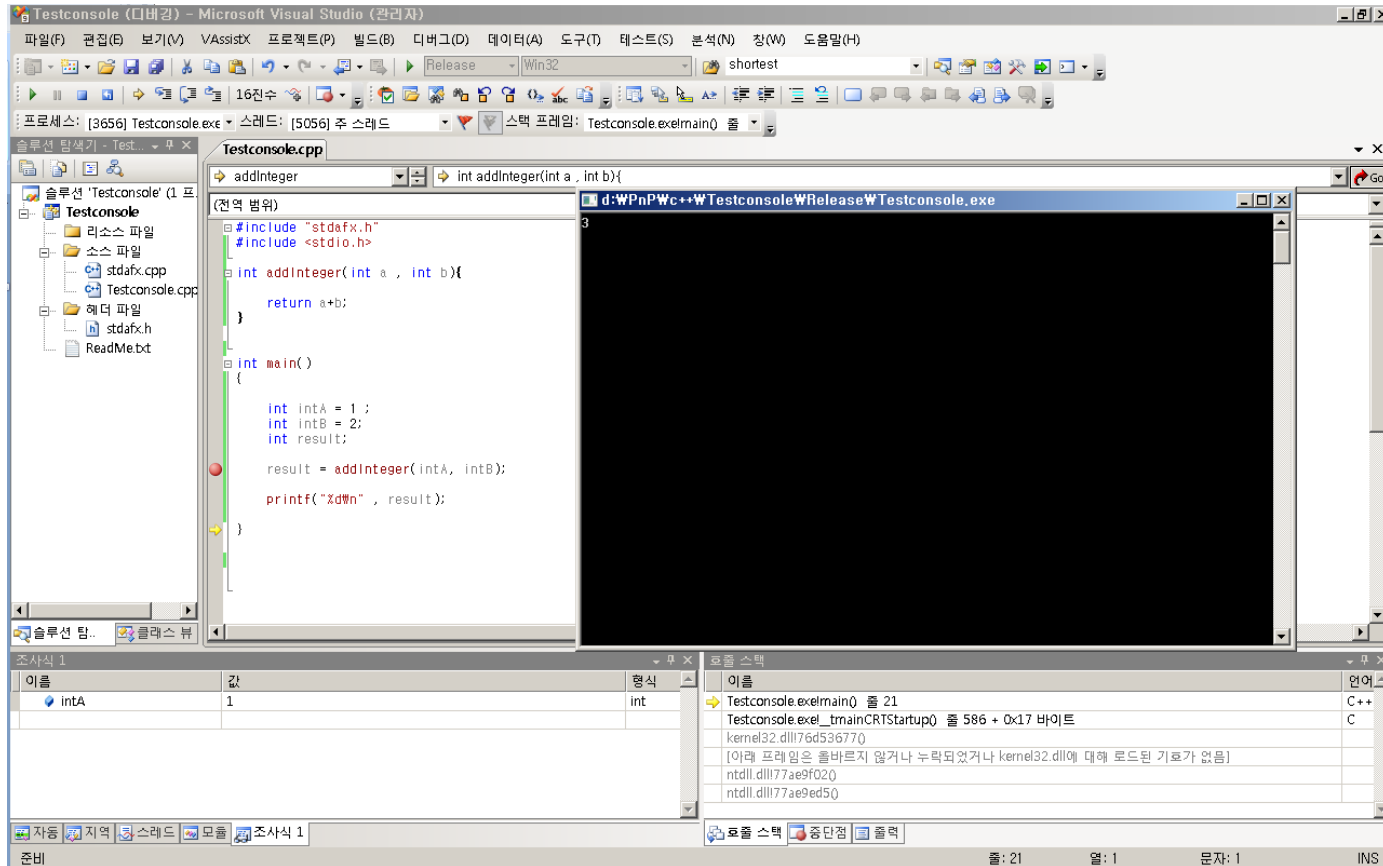 Testconsole (디버깅) - Microsoft Visual Studio (관리자)
파일(F) 편집(E) 보기(V) VAssistX 프로젝트(P) 빌드(B) 디버그(D) 데이터(A) 도구(T) 테스트(S) 분석(N) 창(W) 도움말(H)
Release Win32 shortest
16진수
프로세스: [3656] Testconsole.exe 스레드: [5056] 주 스레드 스택 프레임: Testconsole.exe!main() 줄
슬루션 탐색기 - Test...
Testconsole.cpp
addInteger int addInteger(int a , int b){ Go
(전역 범위)
슬루션 'Testconsole' (1 프
Testconsole
리소스 파일
소스 파일
stdafx.cpp
Testconsole.cpp
헤더 파일
stdafx.h
ReadMe.txt
#include "stdafx.h"
#include <stdio.h>
int addInteger(int a , int b){
return a+b;
}
int main()
{
int intA = 1 ;
int intB = 2;
int result;
result = addInteger(intA, intB);
printf("%d₩n" , result);
}
d:₩PnP₩c++₩Testconsole₩Release₩Testconsole.exe
3
슬루션 탐.. 클래스 뷰
조사식 1
이름 값 형식
intA 1 int
자동 지역 스레드 모듈 조사식 1
호출 스택
이름 언어
Testconsole.exe!main() 줄 21 C++
Testconsole.exe!__tmainCRTStartup() 줄 586 + 0x17 바이트 C
kernel32.dll!76d53677()
[아래 프레임은 올바르지 않거나 누락되었거나 kernel32.dll에 대해 로드된 기호가 없음]
ntdll.dll!77ae9f02()
ntdll.dll!77ae9ed5()
호출 스택 중단점 출력
준비 줄: 21 열: 1 문자: 1 INS